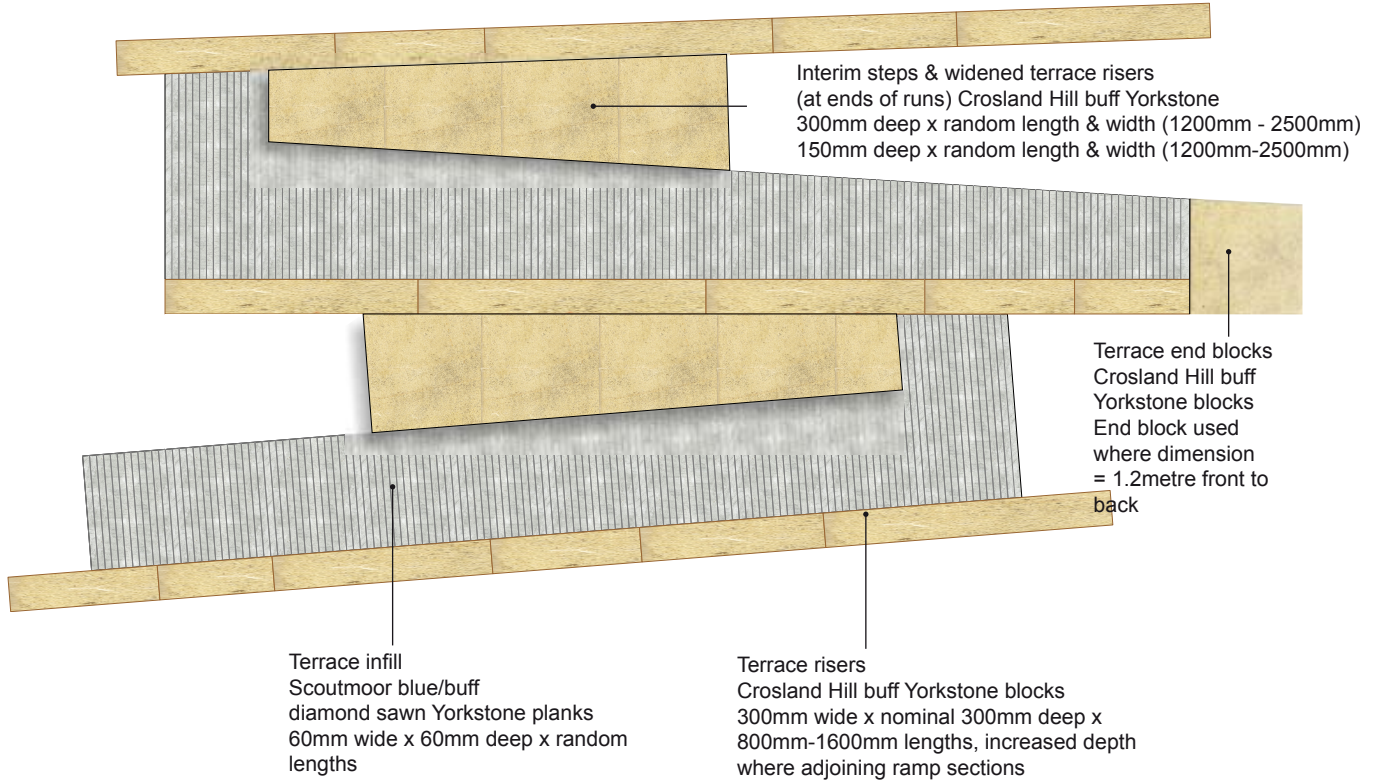 Interim steps & widened terrace risers
(at ends of runs) Crosland Hill buff Yorkstone
300mm deep x random length & width (1200mm - 2500mm)
150mm deep x random length & width (1200mm-2500mm)
Terrace end blocks
Crosland Hill buff
Yorkstone blocks
End block used
where dimension
= 1.2metre front to
back
Terrace infill
Scoutmoor blue/buff
diamond sawn Yorkstone planks
60mm wide x 60mm deep x random
lengths
Terrace risers
Crosland Hill buff Yorkstone blocks
300mm wide x nominal 300mm deep x
800mm-1600mm lengths, increased depth
where adjoining ramp sections